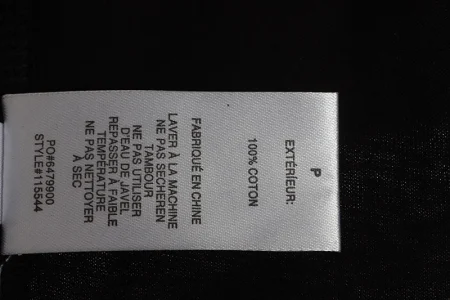 P
EXTÉRIEUR:
100% COTON
FABRIQUÉ EN CHINE
LAVER À LA MACHINE
NE PAS SÉCHER EN
TAMBOUR
NE PAS UTILISER
D'EAU DE JAVEL
REPASSER À FAIBLE
TEMPÉRATURE
NE PAS NETTOYER
À SEC
PO#6479900
STYLE#115544